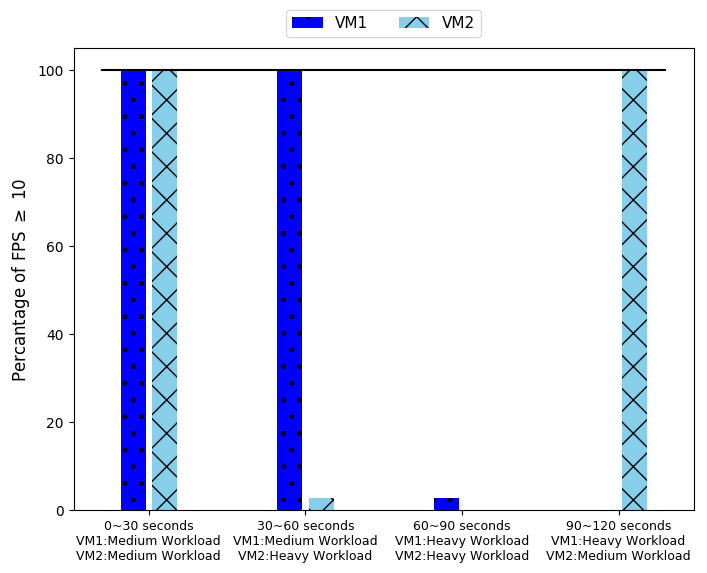 VM1 VM2
Percantage of FPS ≥ 10
100
80
60
40
20
0
0~30 seconds
VM1:Medium Workload
VM2:Medium Workload
30~60 seconds
VM1:Medium Workload
VM2:Heavy Workload
60~90 seconds
VM1:Heavy Workload
VM2:Heavy Workload
90~120 seconds
VM1:Heavy Workload
VM2:Medium Workload